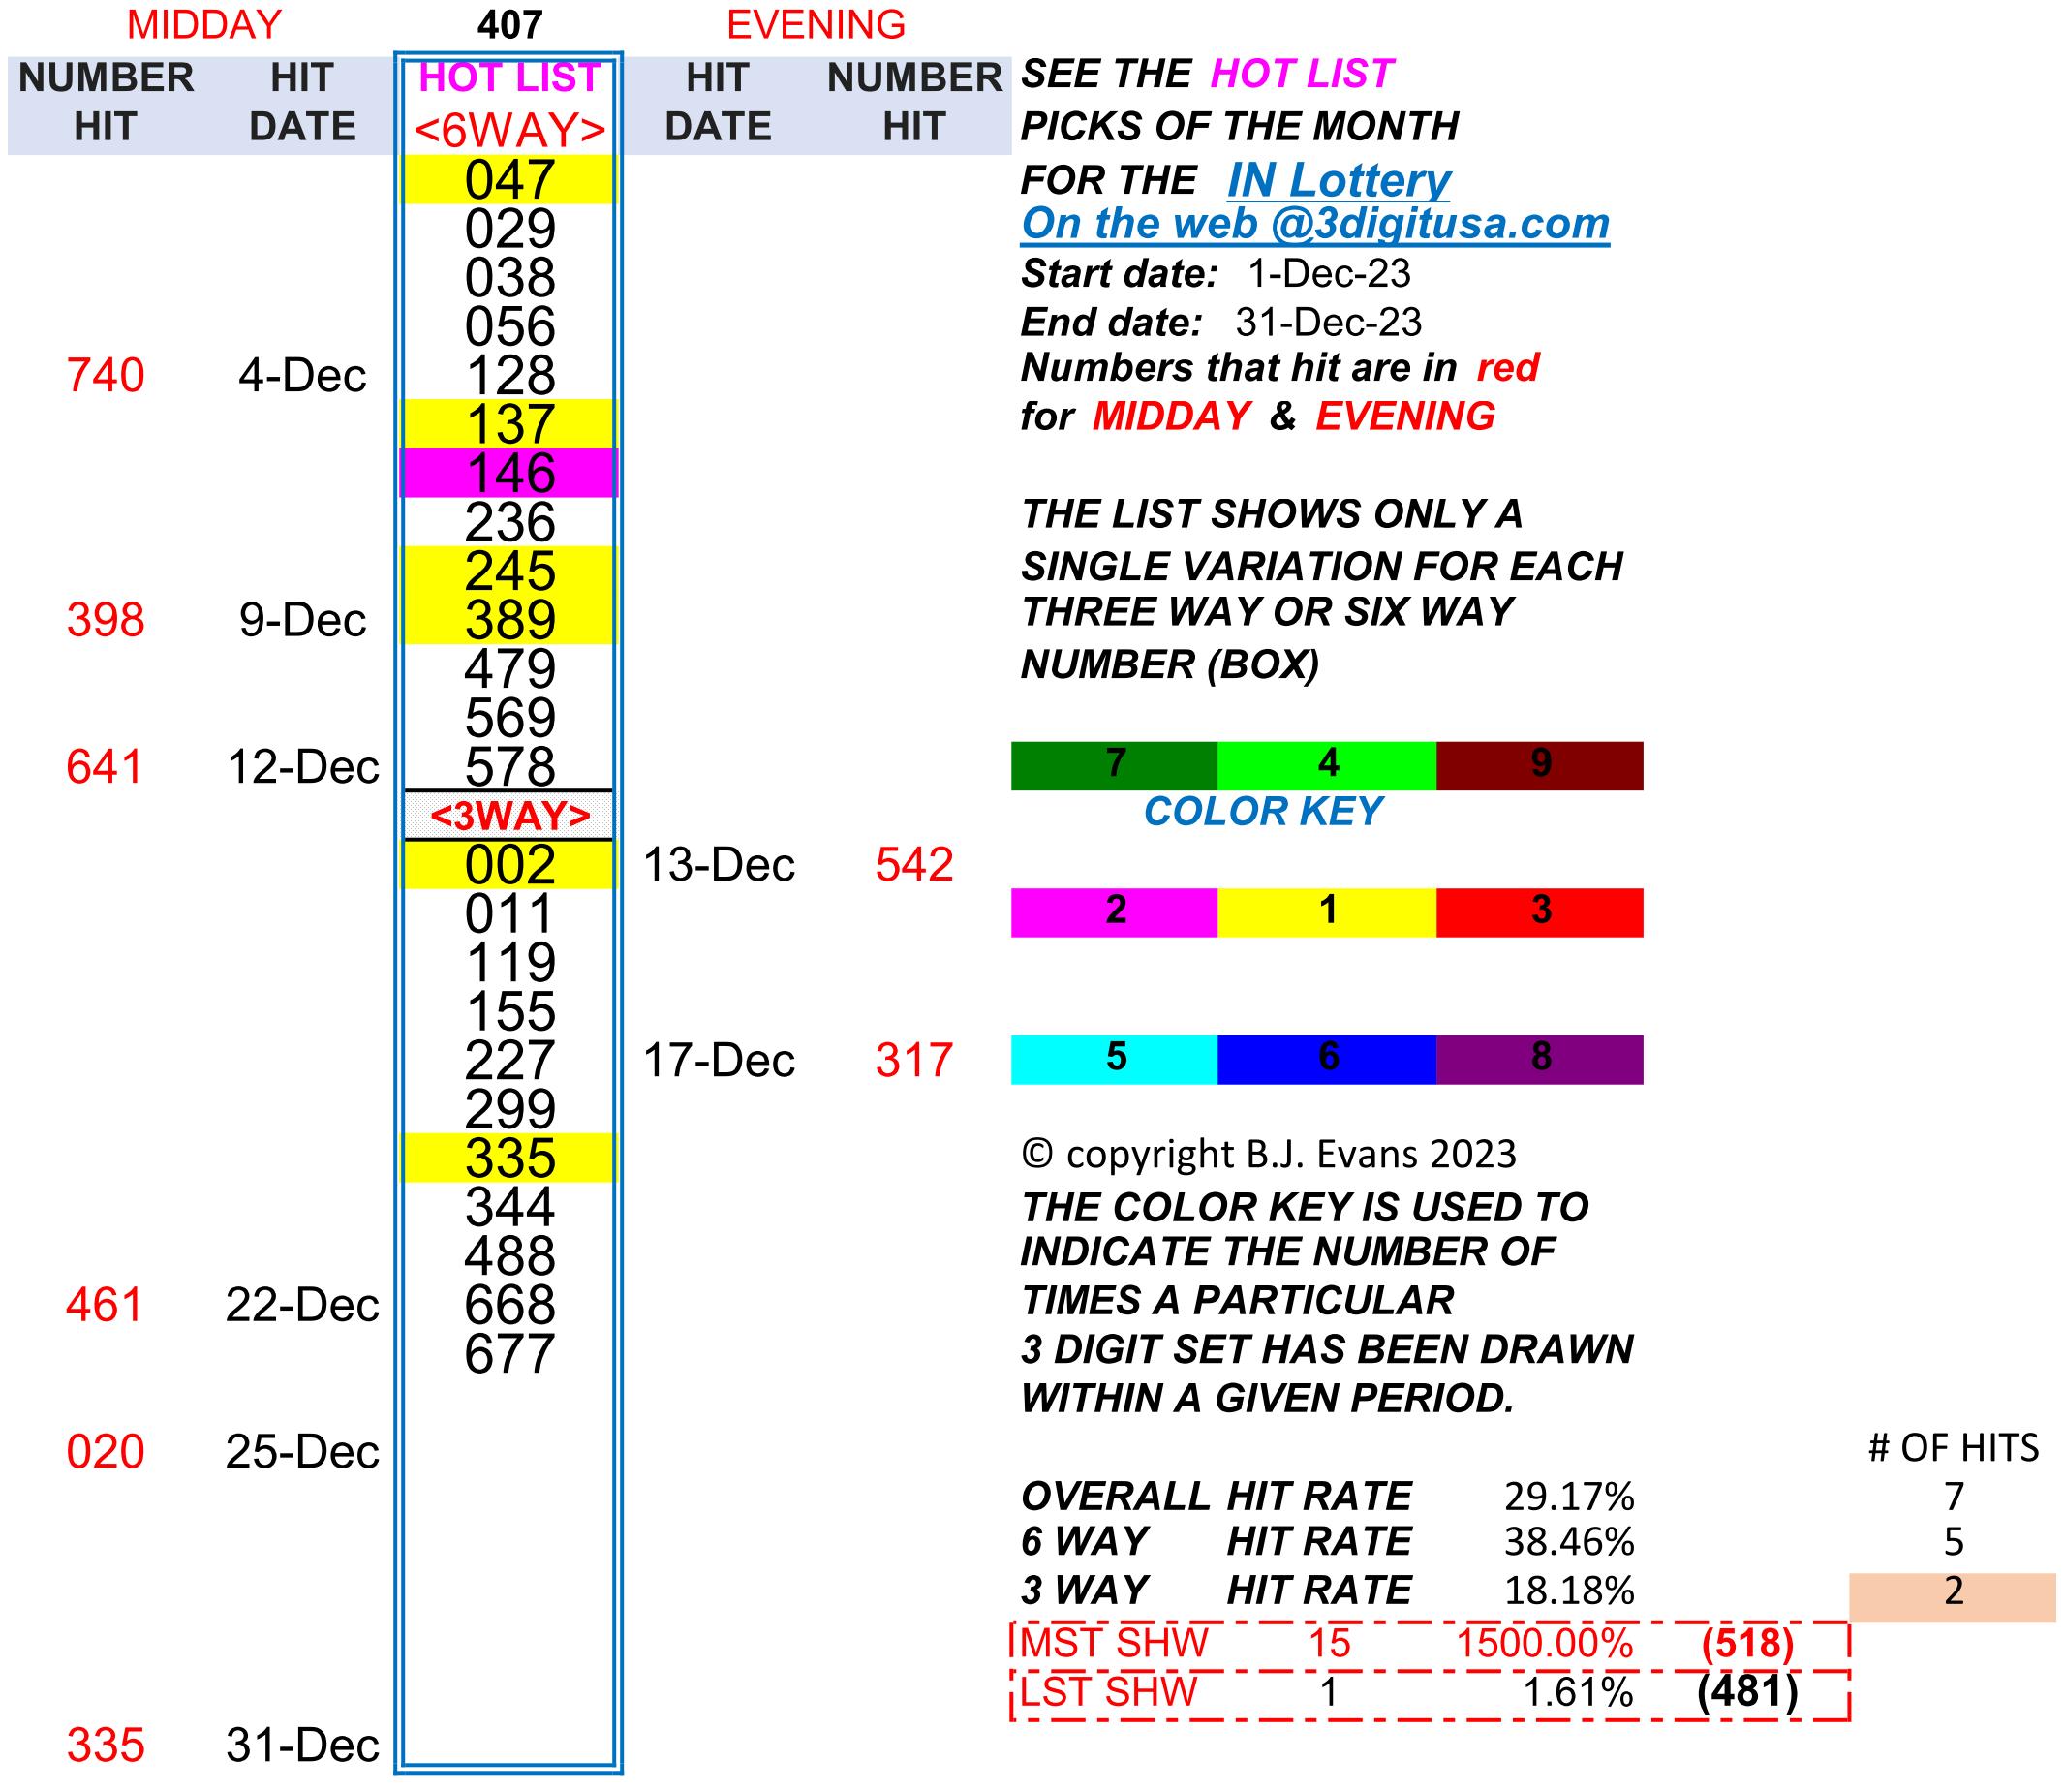 MIDDAY 407 EVENING
NUMBER HIT HOT LIST HIT NUMBER SEE THE HOT LIST
HIT DATE <6WAY> DATE HIT PICKS OF THE MONTH
047 FOR THE IN Lottery
029 On the web @3digitusa.com
038 Start date: 1-Dec-23
056 End date: 31-Dec-23
740 4-Dec 128 Numbers that hit are in red
137 for MIDDAY & EVENING
146
236 THE LIST SHOWS ONLY A
245 SINGLE VARIATION FOR EACH
398 9-Dec 389 THREE WAY OR SIX WAY
479 NUMBER (BOX)
569
641 12-Dec 578 7 4 9
<3WAY> COLOR KEY
002 13-Dec 542
011 2 1 3
119
155
227 17-Dec 317 5 6 8
299
335 © copyright B.J. Evans 2023
344 THE COLOR KEY IS USED TO
488 INDICATE THE NUMBER OF
461 22-Dec 668 TIMES A PARTICULAR
677 3 DIGIT SET HAS BEEN DRAWN
WITHIN A GIVEN PERIOD.
020 25-Dec # OF HITS
OVERALL HIT RATE 29.17% 7
6 WAY HIT RATE 38.46% 5
3 WAY HIT RATE 18.18% 2
MST SHW 15 1500.00% (518)
LST SHW 1 1.61% (481)
335 31-Dec